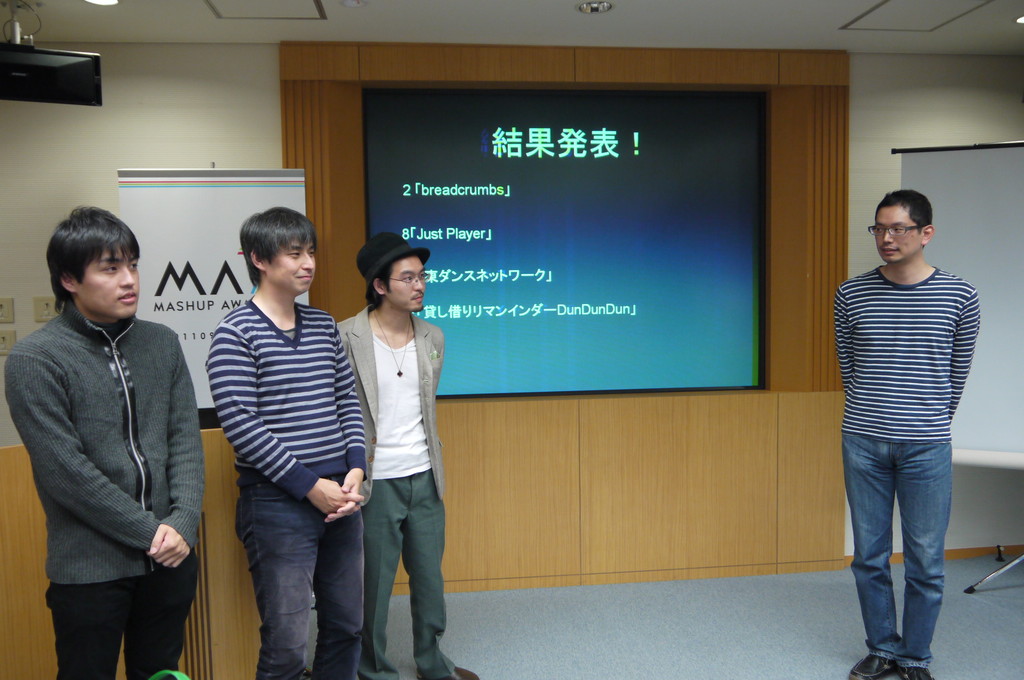 結果発表！
2「breadcrumbs」
8「Just Player」
東ダンスネットワーク」
貸し借りリマンインダーDunDunDun」
MASHUP AW
1109